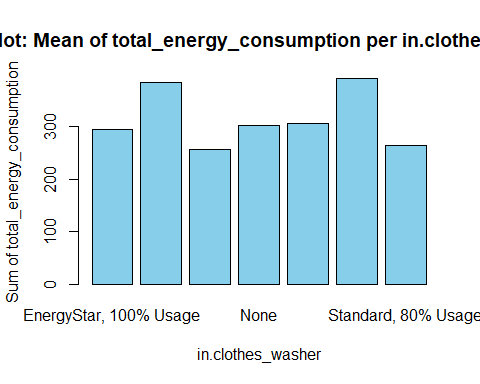 lot: Mean of total_energy_consumption per in.clothe
Sum of total_energy_consumption
300
200
100
0
EnergyStar, 100% Usage None Standard, 80% Usage
in.clothes_washer